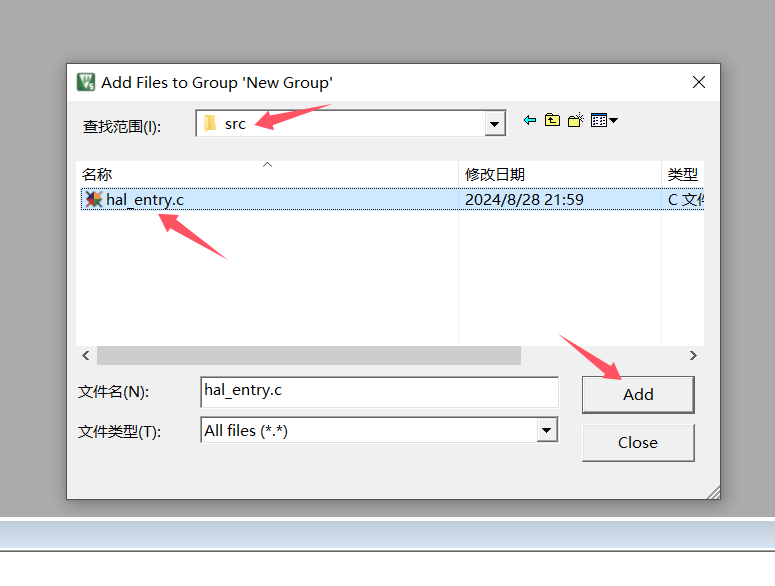 Add Files to Group 'New Group'
查找范围(I):
src
名称
修改日期
类型
hal_entry.c
2024/8/28 21:59
C 文件
文件名(N):
hal_entry.c
Add
文件类型(T):
All files (*.*)
Close